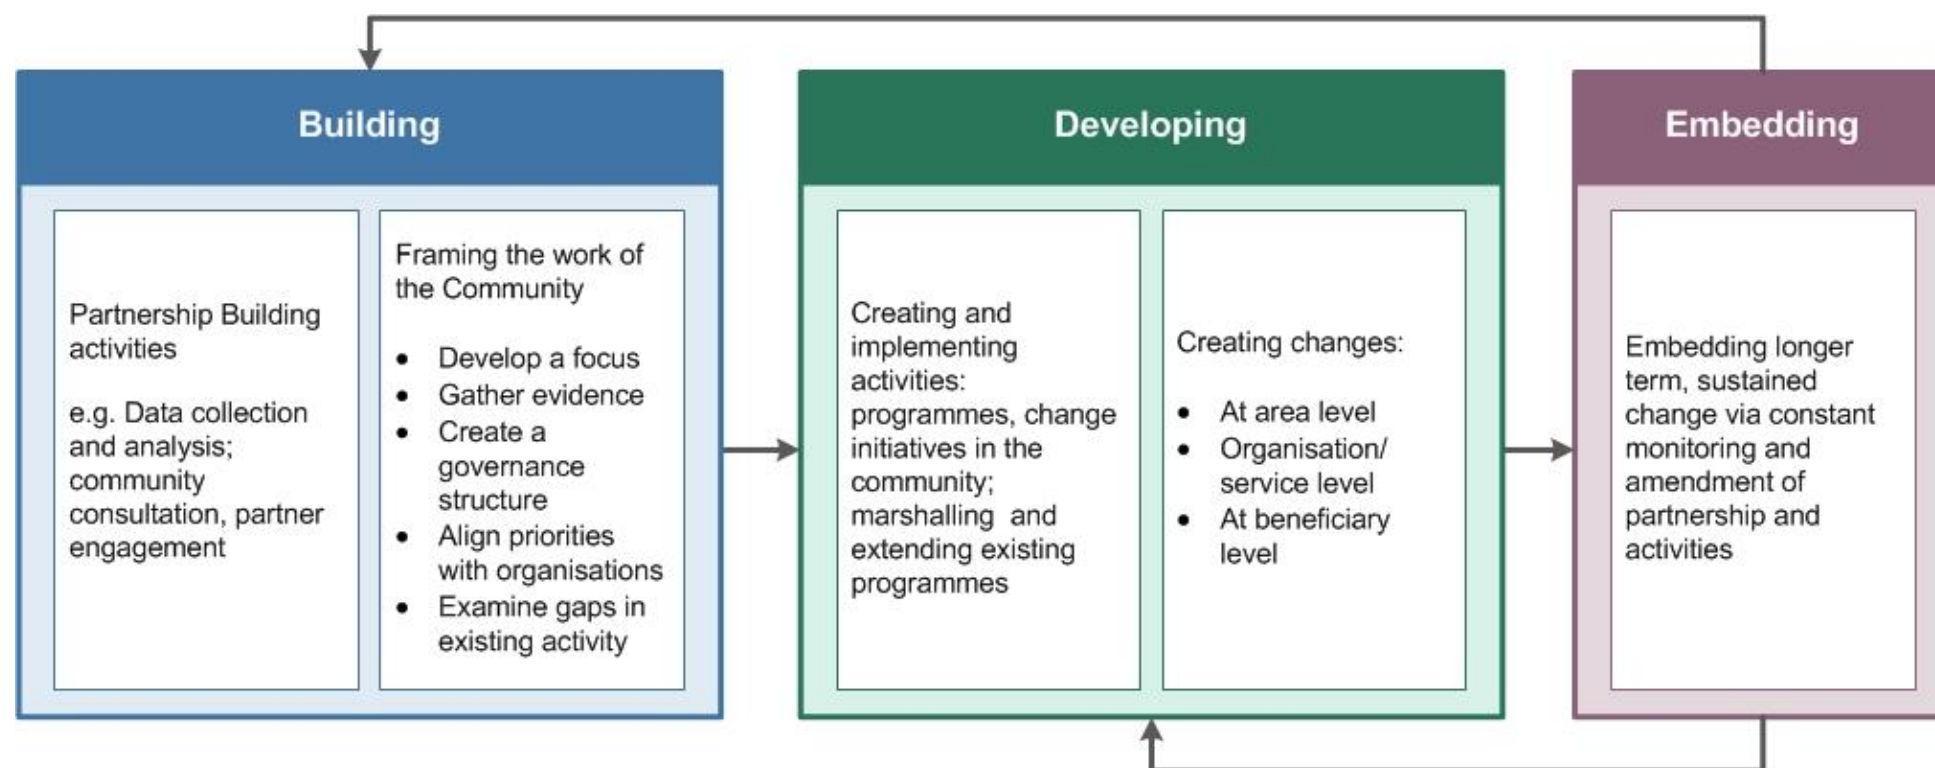 Building
Partnership Building
activities
e.g. Data collection
and analysis;
community
consultation, partner
engagement
Framing the work of
the Community
• Develop a focus
• Gather evidence
• Create a
governance
structure
• Align priorities
with organisations
• Examine gaps in
existing activity
Developing
Creating and
implementing
activities:
programmes, change
initiatives in the
community;
marshalling and
extending existing
programmes
Creating changes:
• At area level
• Organisation/
service level
• At beneficiary
level
Embedding
Embedding longer
term, sustained
change via constant
monitoring and
amendment of
partnership and
activities